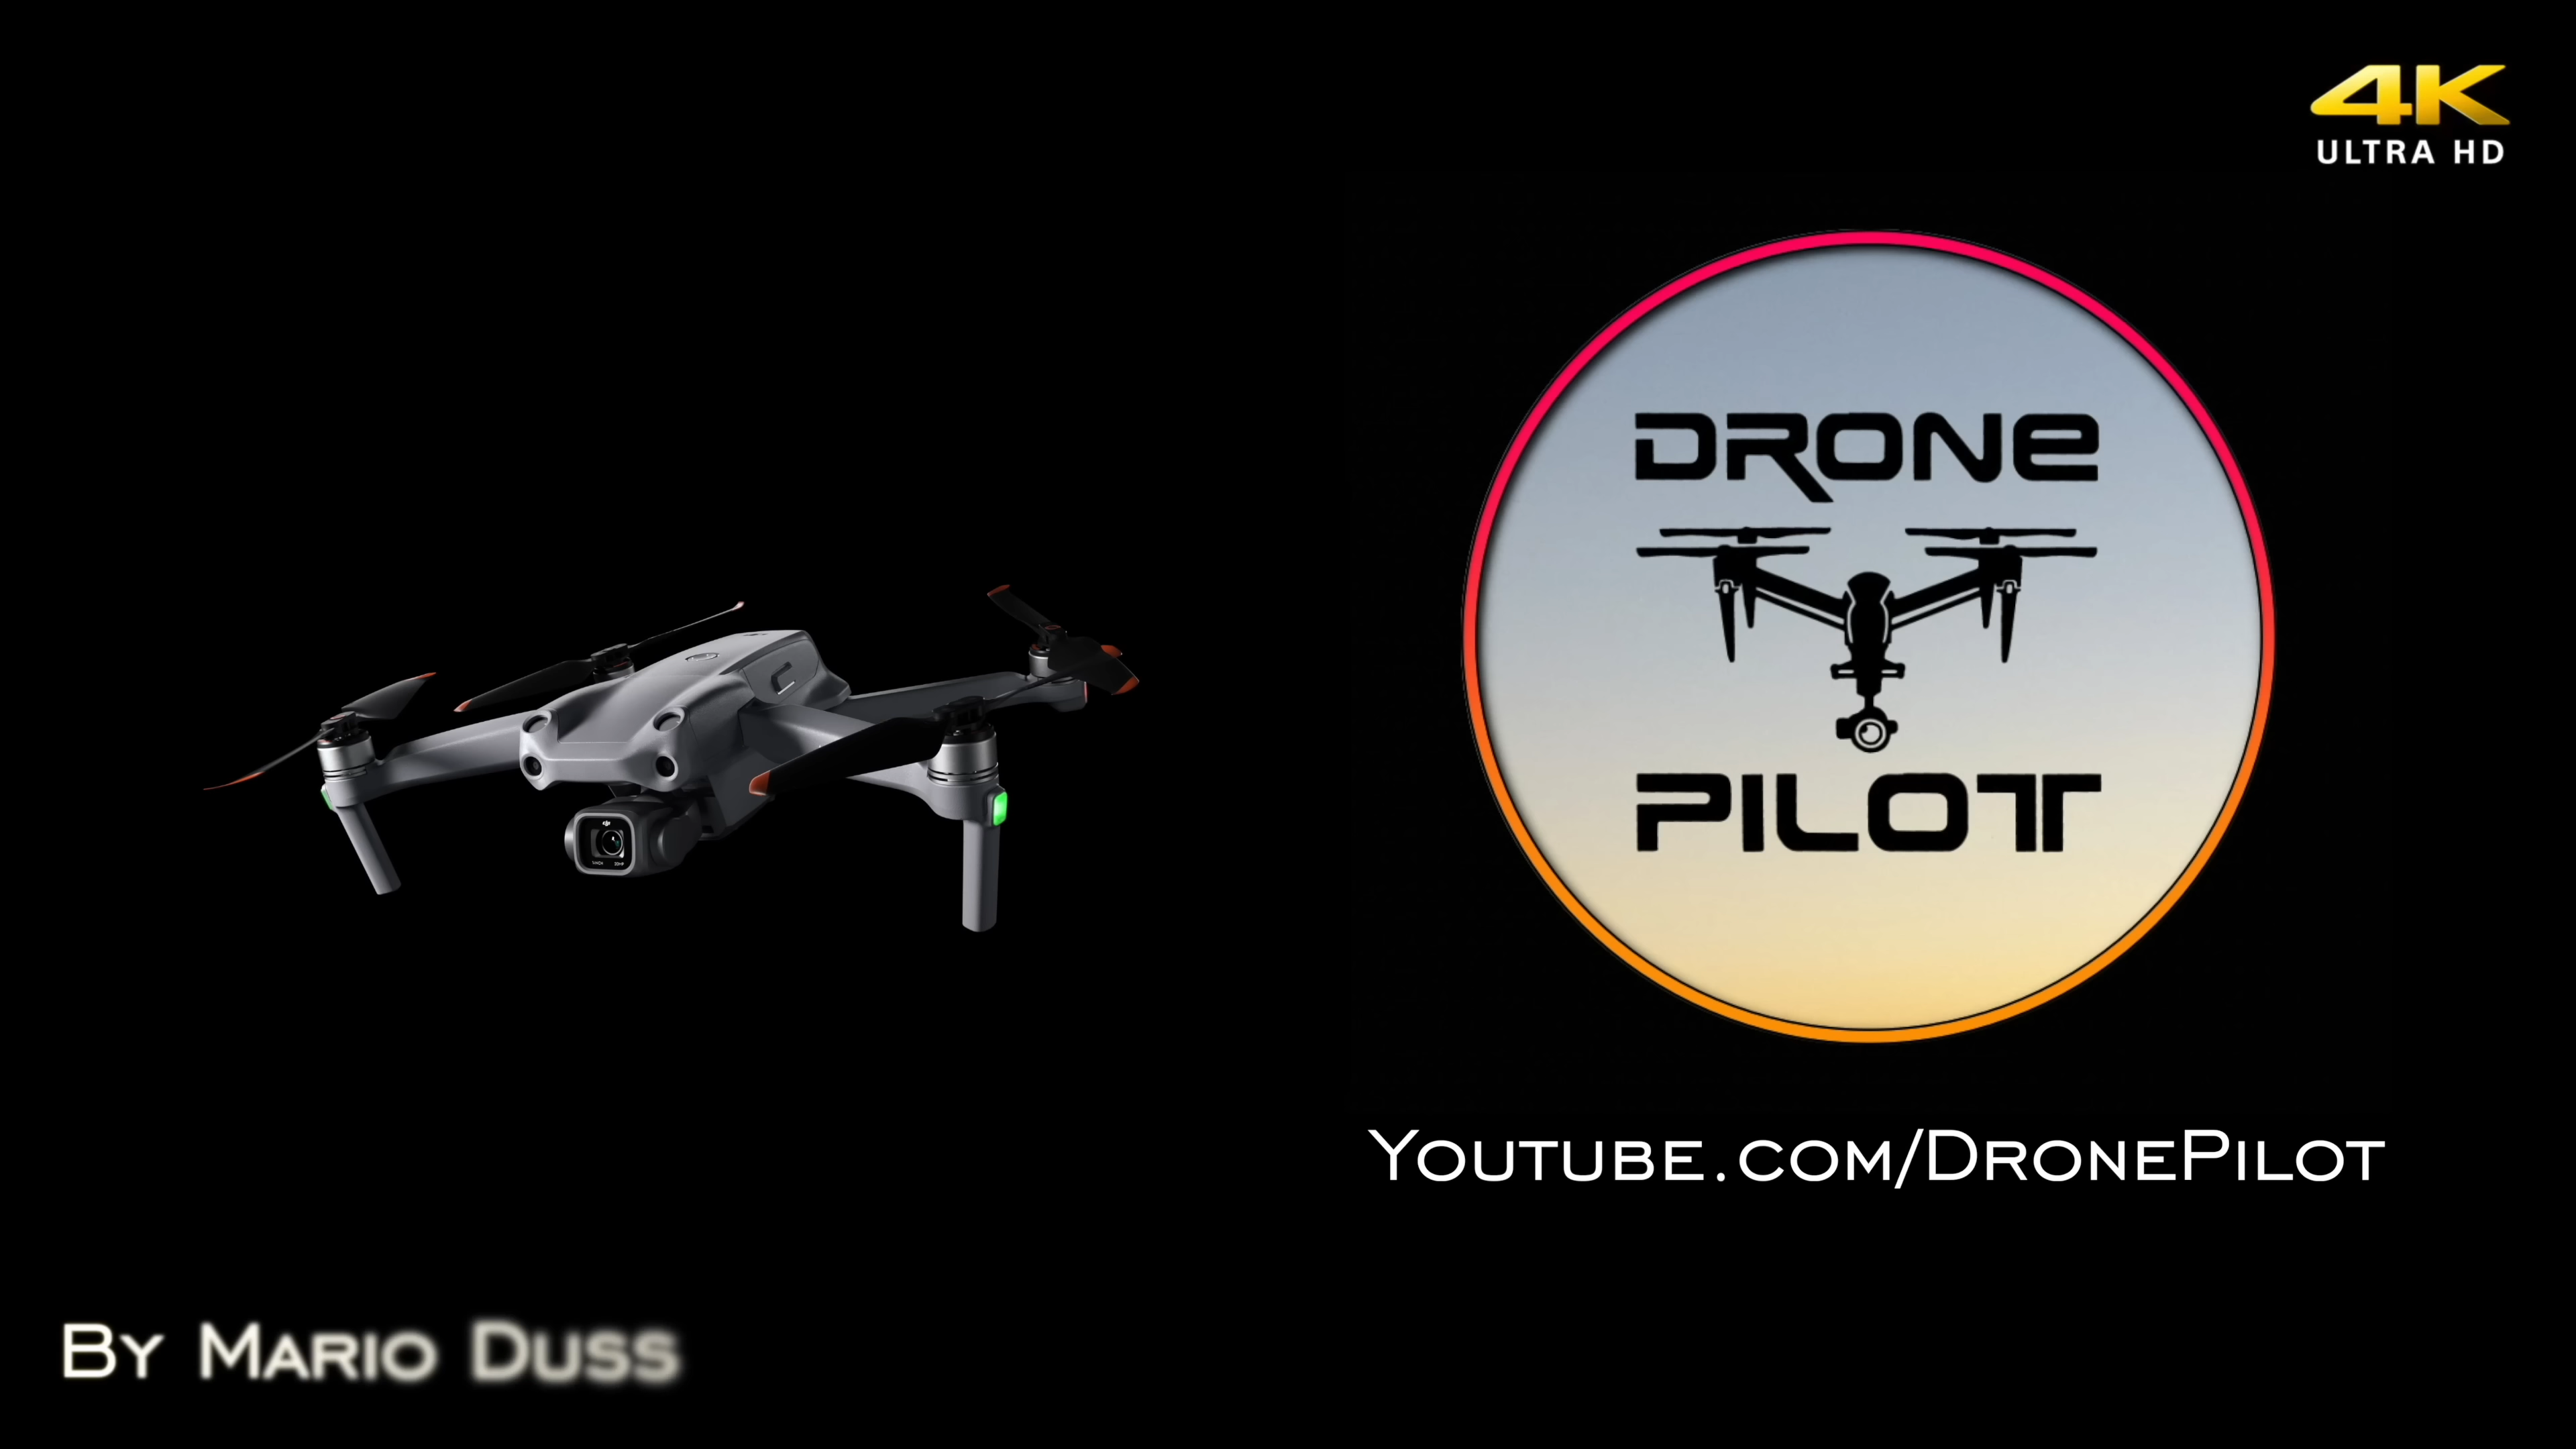 4K
ULTRA HD
DRONE
PILOT
YOUTUBE.COM/DRONEPILOT
BY MARIO DUSS